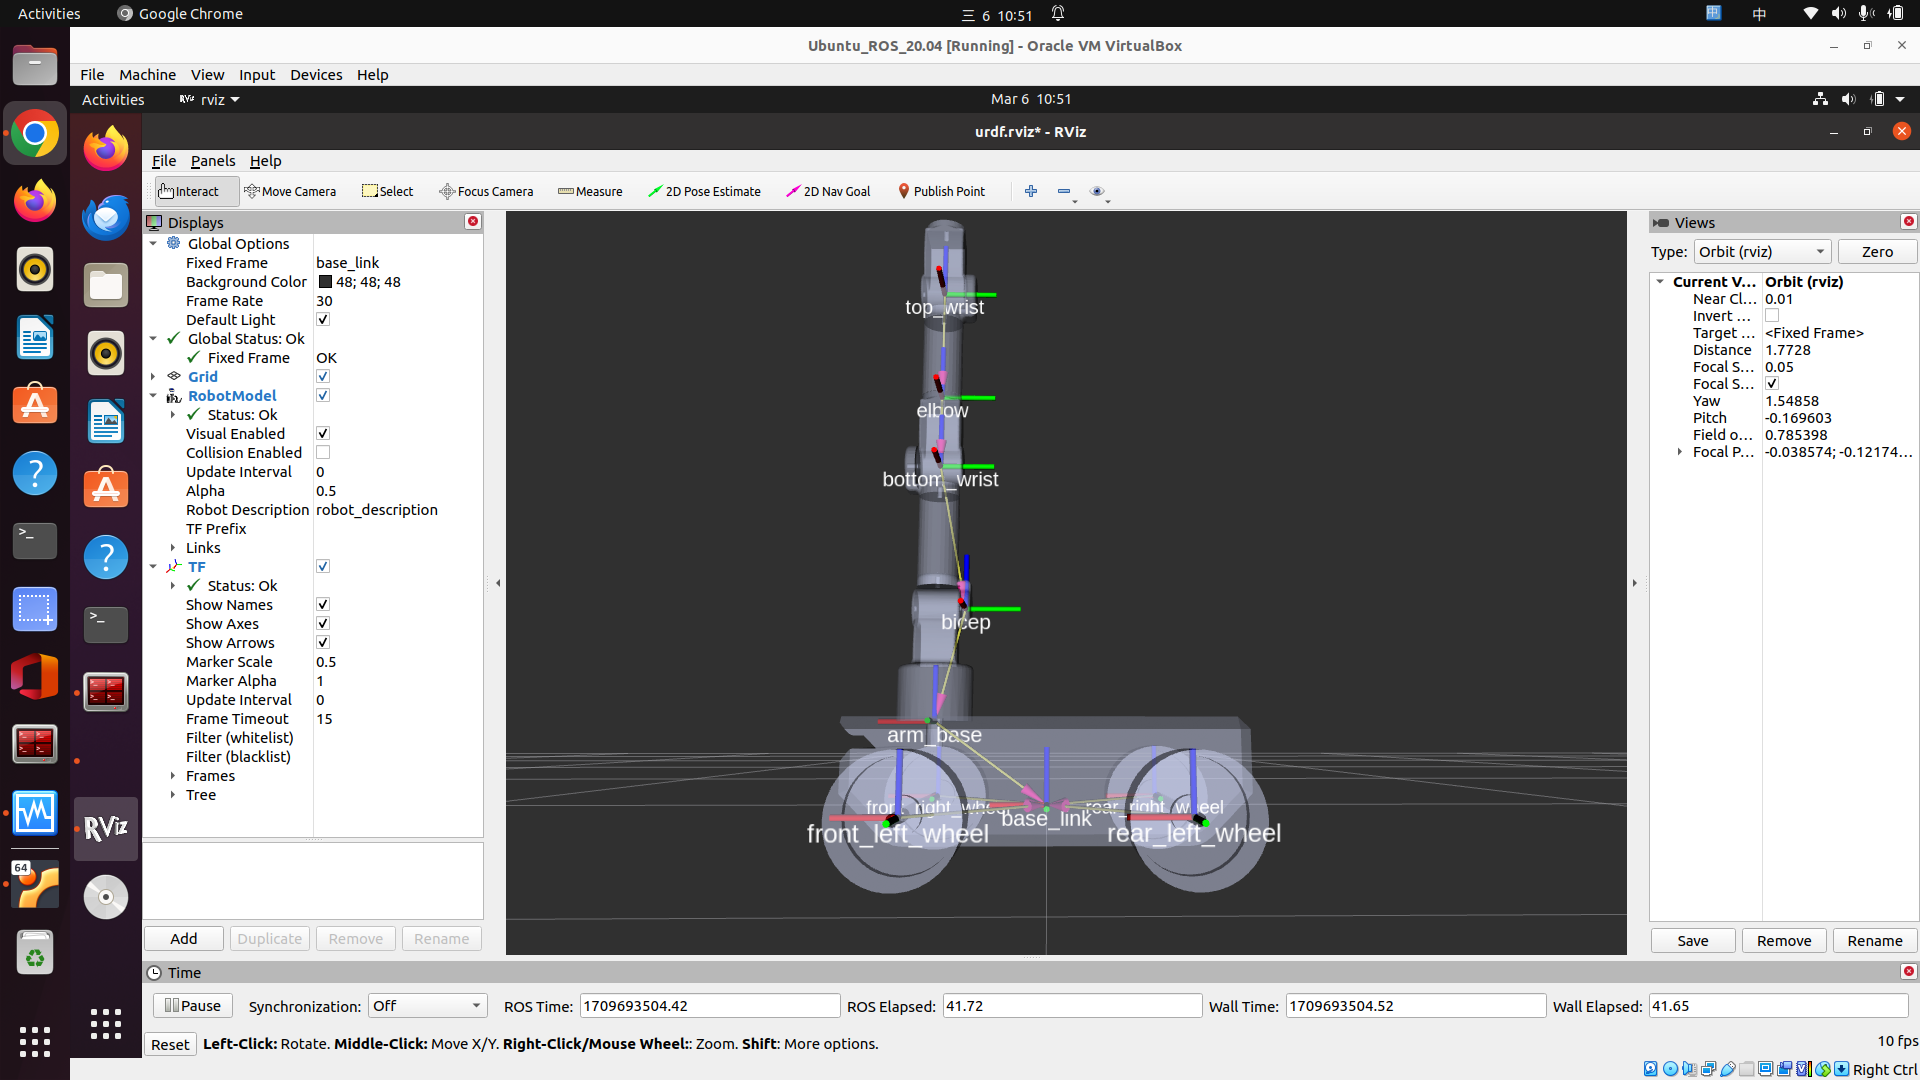 Activities Google Chrome 三 6 10:51 中
Ubuntu_ROS_20.04 [Running] - Oracle VM VirtualBox
File Machine View Input Devices Help
Activities RViz rviz Mar 6 10:51
urdf.rviz* - RViz
File Panels Help
Interact Move Camera Select Focus Camera Measure 2D Pose Estimate 2D Nav Goal Publish Point
Displays
Global Options
Fixed Frame base_link
Background Color 48; 48; 48
Frame Rate 30
Default Light
Global Status: Ok
Fixed Frame OK
Grid
RobotModel
Status: Ok
Visual Enabled
Collision Enabled
Update Interval 0
Alpha 0.5
Robot Description robot_description
TF Prefix
Links
TF
Status: Ok
Show Names
Show Axes
Show Arrows
Marker Scale 0.5
Marker Alpha 1
Update Interval 0
Frame Timeout 15
Filter (whitelist)
Filter (blacklist)
Frames
Tree
Add Duplicate Remove Rename
top_wrist
elbow
bottom_wrist
bicep
arm_base
front_right_wheel base_link rear_right_wheel
front_left_wheel rear_left_wheel
Views
Type: Orbit (rviz) Zero
Current V... Orbit (rviz)
Near Cl... 0.01
Invert ...
Target ... <Fixed Frame>
Distance 1.7728
Focal S... 0.05
Focal S...
Yaw 1.54858
Pitch -0.169603
Field o... 0.785398
Focal P... -0.038574; -0.12174...
Save Remove Rename
Time
Pause Synchronization: Off ROS Time: 1709693504.42 ROS Elapsed: 41.72 Wall Time: 1709693504.52 Wall Elapsed: 41.65
Reset Left-Click: Rotate. Middle-Click: Move X/Y. Right-Click/Mouse Wheel:: Zoom. Shift: More options. 10 fps
Right Ctrl
64
RViz